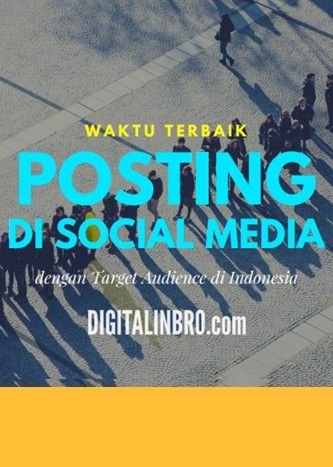 WAKTU TERBAIK
POSTING
DI SOCIAL MEDIA
dengan Target Audience di Indonesia
DIGITALINBRO.com